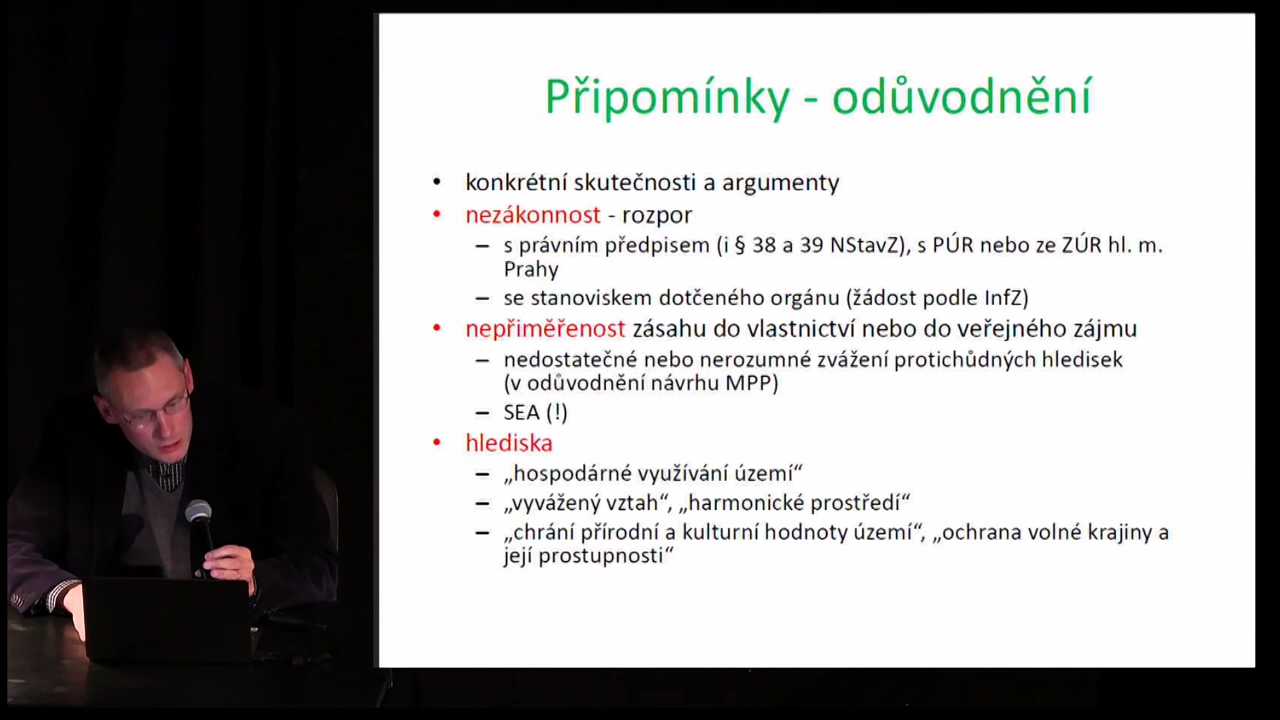 Připomínky - odůvodnění
• konkrétní skutečnosti a argumenty
• nezákonnost - rozpor
– s právním předpisem (i § 38 a 39 NStavZ), s PÚR nebo ze ZÚR hl. m.
Prahy
– se stanoviskem dotčeného orgánu (žádost podle InfZ)
• nepřiměřenost zásahu do vlastnictví nebo do veřejného zájmu
– nedostatečné nebo nerozumné zvážení protichůdných hledisek
(v odůvodnění návrhu MPP)
– SEA (!)
• hlediska
– „hospodárné využívání území“
– „vyvážený vztah“, „harmonické prostředí“
– „chrání přírodní a kulturní hodnoty území“, „ochrana volné krajiny a
její prostupnosti“